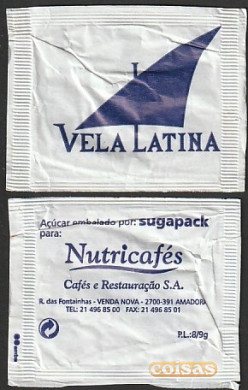 VELA LATINA
Açúcar embalado por: sugapack
para:
Nutricafés
Cafés e Restauração S.A.
R. das Fontainhas - VENDA NOVA - 2700-391 AMADORA
TEL: 21 496 85 00 FAX: 21 496 85 01
P.L.:8/9g
coisas